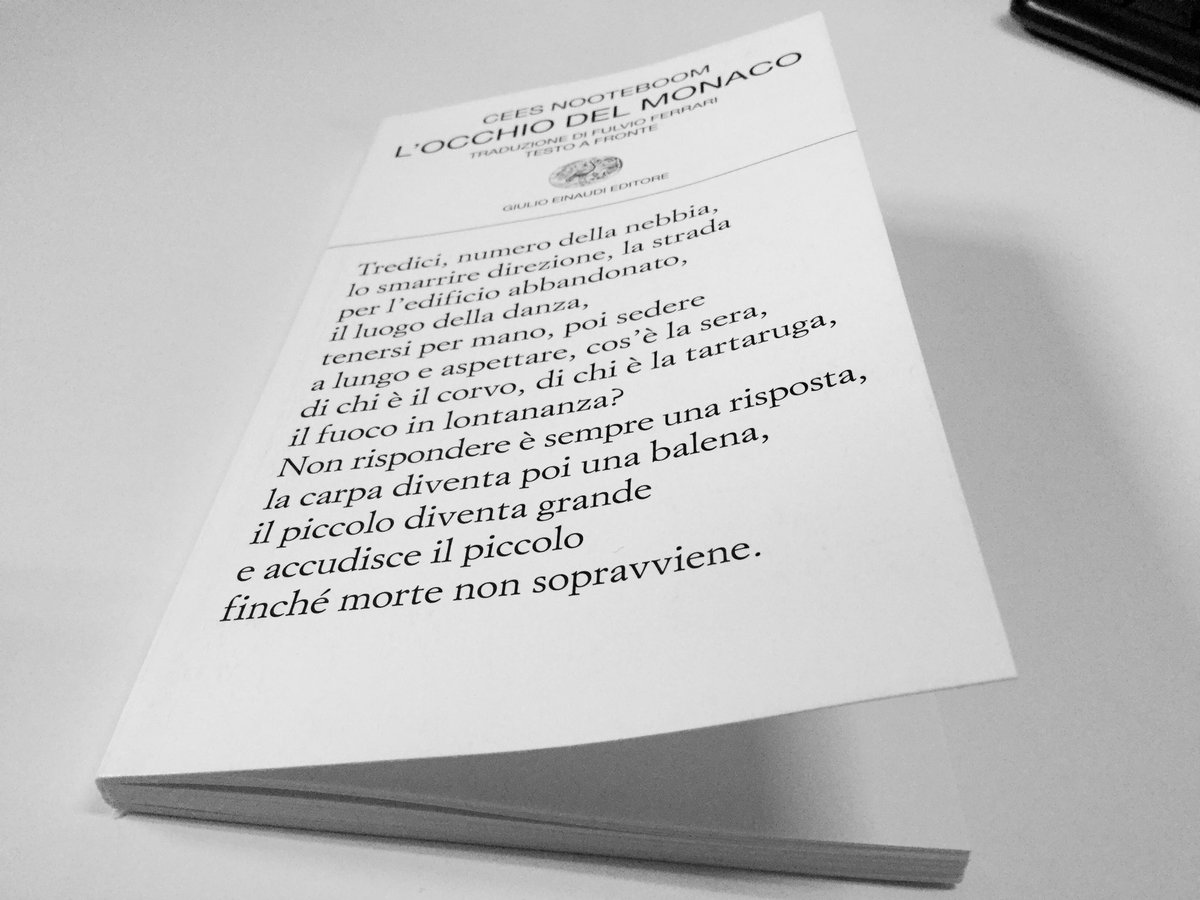 CEES NOOTEBOOM
L'OCCHIO DEL MONACO
TRADUZIONE DI FULVIO FERRARI
TESTO A FRONTE
GIULIO EINAUDI EDITORE
Tredici, numero della nebbia,
lo smarrire direzione, la strada
per l'edificio abbandonato,
il luogo della danza,
tenersi per mano, poi sedere
a lungo e aspettare, cos'è la sera,
di chi è il corvo, di chi è la tartaruga,
il fuoco in lontananza?
Non rispondere è sempre una risposta,
la carpa diventa poi una balena,
il piccolo diventa grande
e accudisce il piccolo
finché morte non sopravviene.